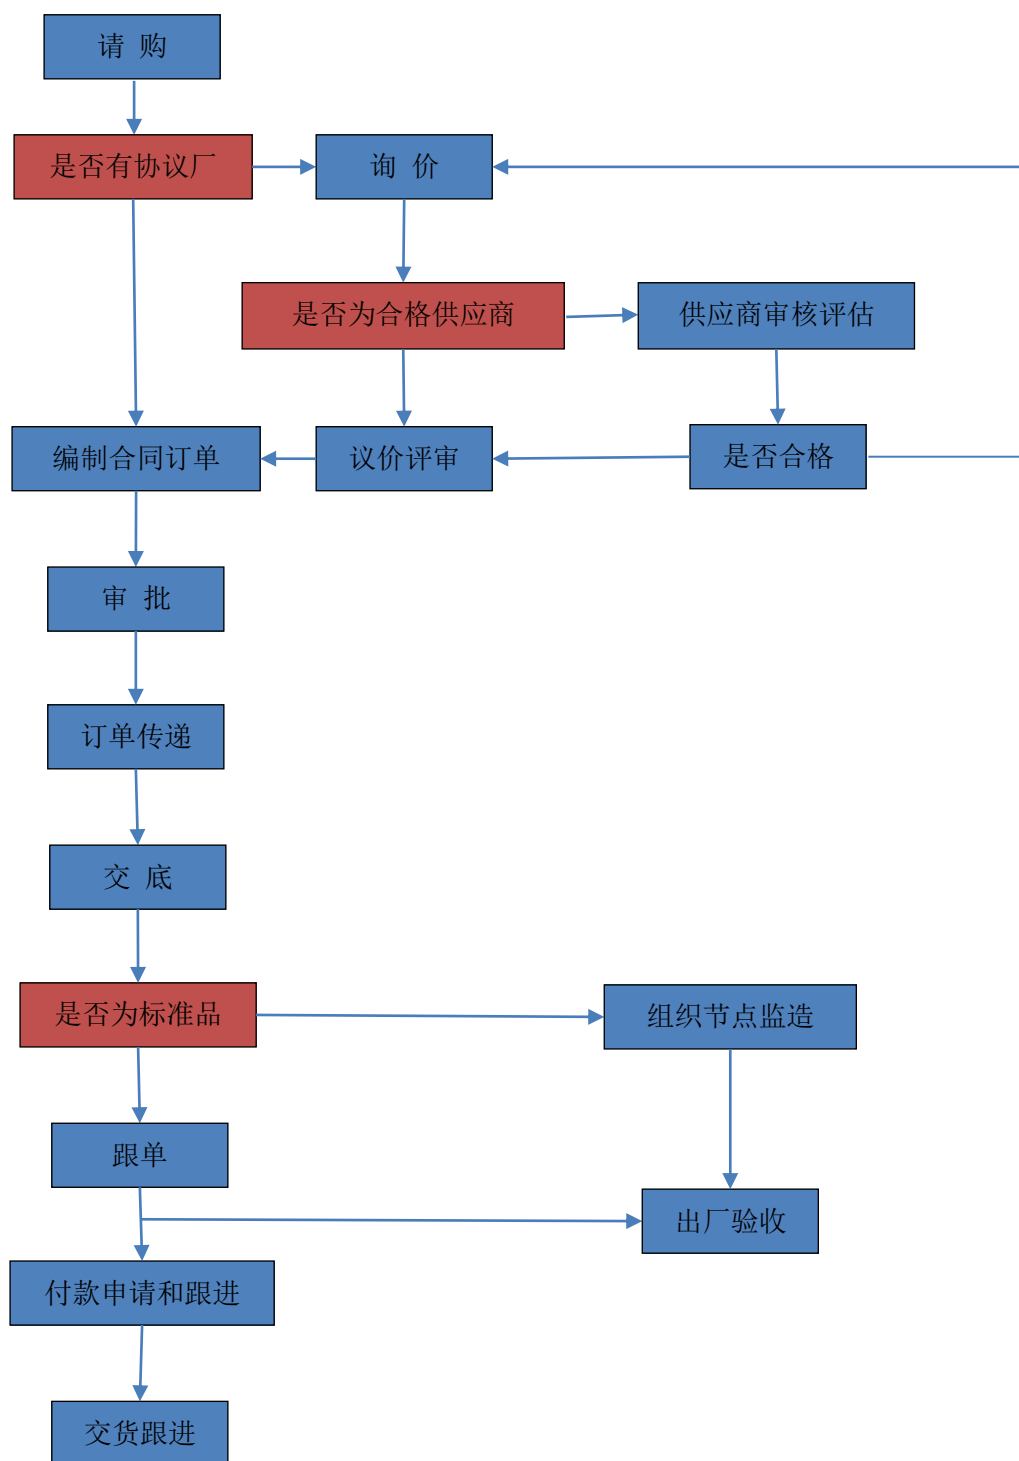 请 购
是否有协议厂
询 价
是否为合格供应商
供应商审核评估
编制合同订单
议价评审
是否合格
审 批
订单传递
交 底
是否为标准品
组织节点监造
跟单
出厂验收
付款申请和跟进
交货跟进